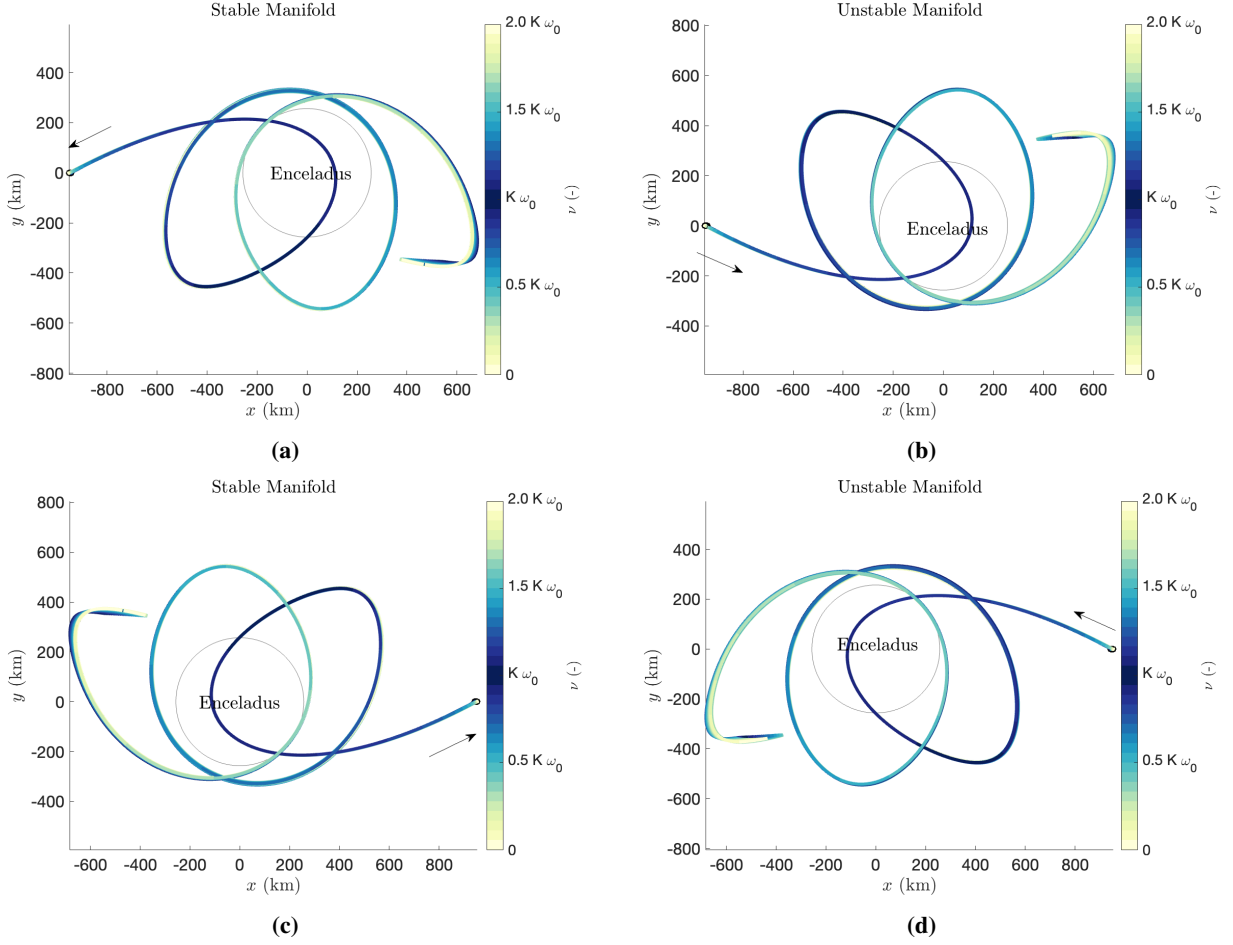 Stable Manifold
2.0 K ω₀
1.5 K ω₀
K ω₀
0.5 K ω₀
0
ν (-)
400
200
0
-200
-400
-600
-800
y (km)
Enceladus
-800 -600 -400 -200 0 200 400 600
x (km)
(a)
Unstable Manifold
2.0 K ω₀
1.5 K ω₀
K ω₀
0.5 K ω₀
0
ν (-)
800
600
400
200
0
-200
-400
y (km)
Enceladus
-800 -600 -400 -200 0 200 400 600
x (km)
(b)
Stable Manifold
2.0 K ω₀
1.5 K ω₀
K ω₀
0.5 K ω₀
0
ν (-)
800
600
400
200
0
-200
-400
y (km)
Enceladus
-600 -400 -200 0 200 400 600 800
x (km)
(c)
Unstable Manifold
2.0 K ω₀
1.5 K ω₀
K ω₀
0.5 K ω₀
0
ν (-)
400
200
0
-200
-400
-600
-800
y (km)
Enceladus
-600 -400 -200 0 200 400 600 800
x (km)
(d)